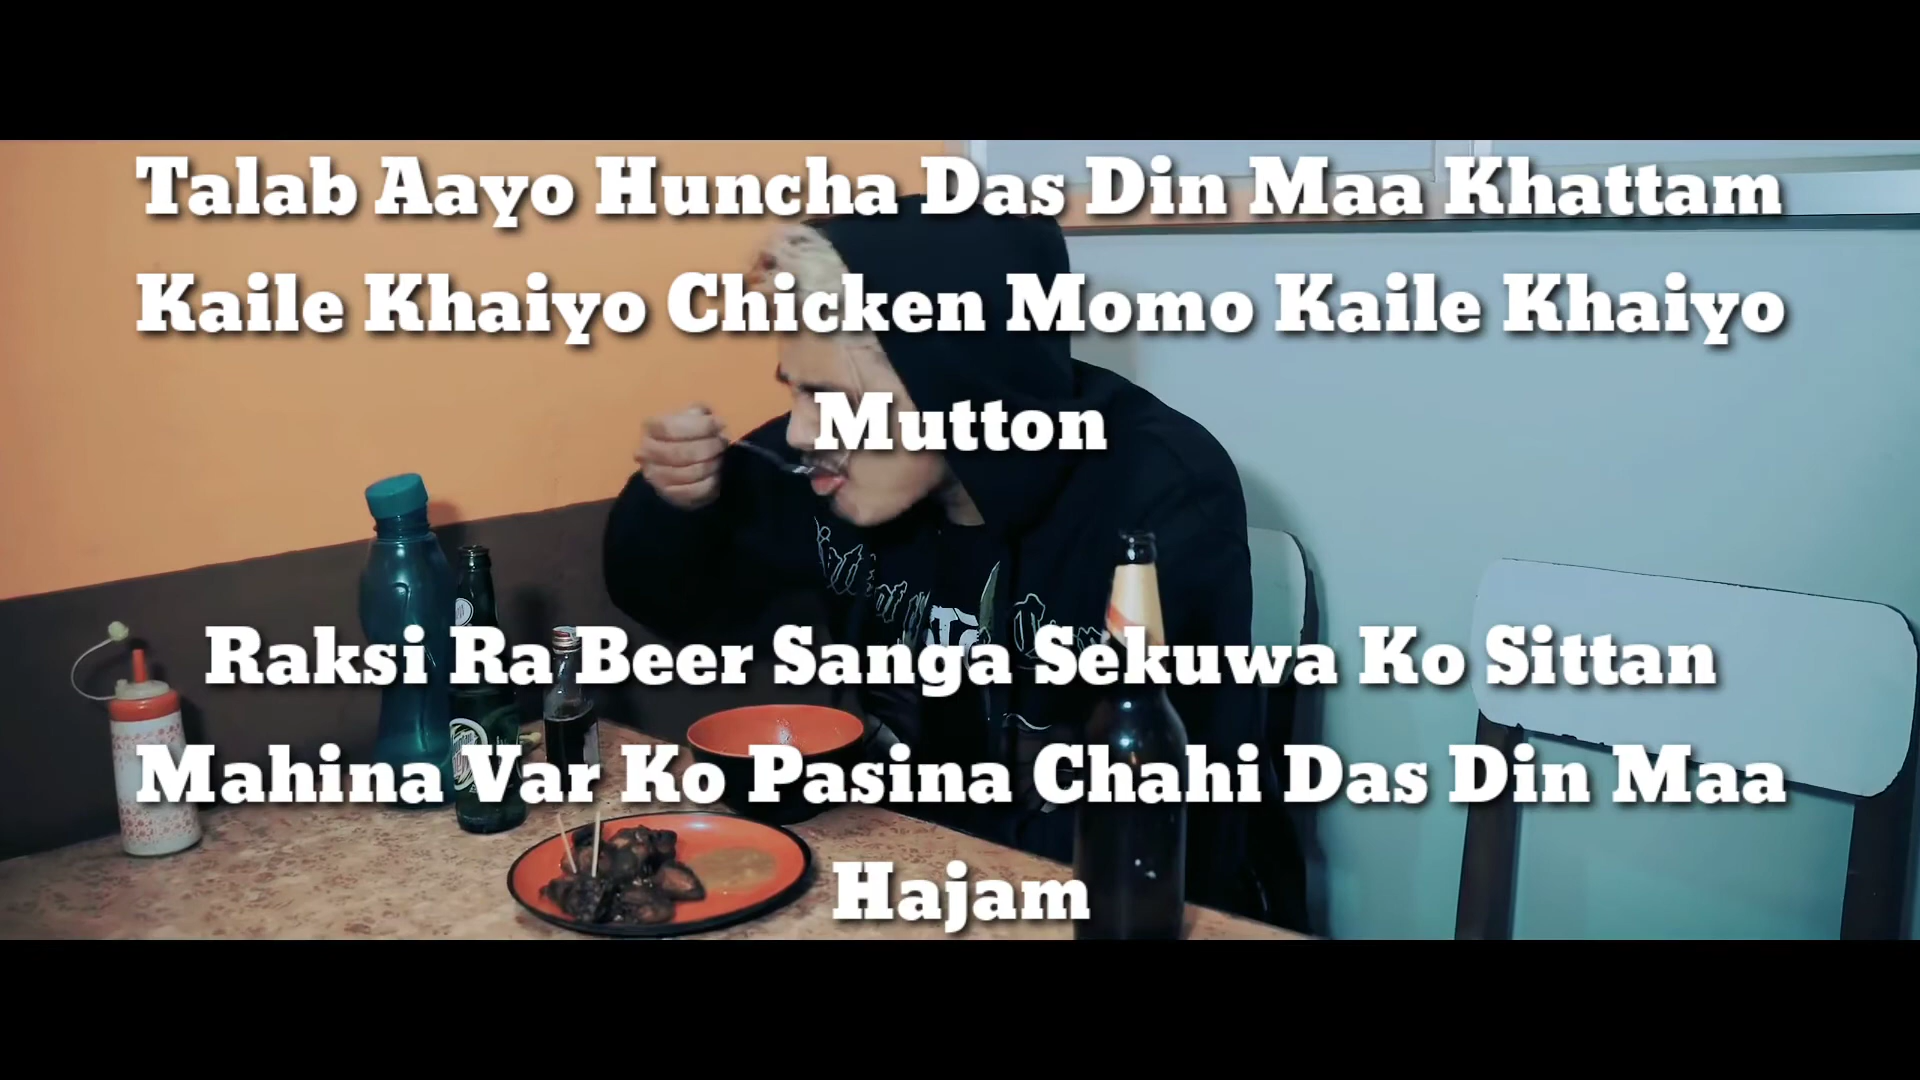 Talab Aayo Huncha Das Din Maa Khattam
Kaile Khaiyo Chicken Momo Kaile Khaiyo
Mutton
Raksi Ra Beer Sanga Sekuwa Ko Sittan
Mahina Var Ko Pasina Chahi Das Din Maa
Hajam